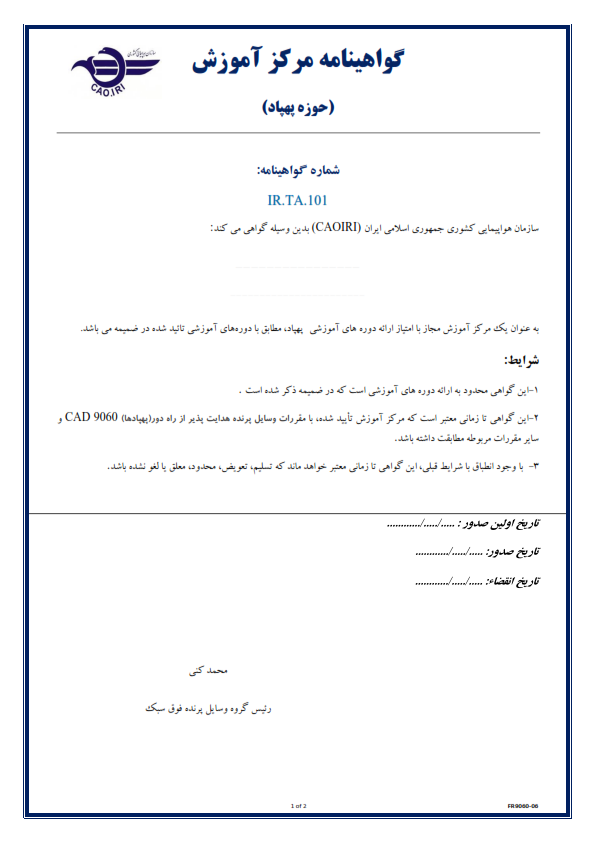 گواهینامه مرکز آموزش
(حوزه پهپاد)
CAO.IRI
شماره گواهینامه:
IR.TA.101
سازمان هواپیمایی کشوری جمهوری اسلامی ایران (CAOIRI) بدین وسیله گواهی می کند:
به عنوان یک مرکز آموزش مجاز با امتیاز ارائه دوره های آموزشی پهپاد، مطابق با دوره‌های آموزشی تائید شده در ضمیمه می باشد.
شرایط:
۱-این گواهی محدود به ارائه دوره های آموزشی است که در ضمیمه ذکر شده است .
۲-این گواهی تا زمانی معتبر است که مرکز آموزش تأیید شده، با مقررات وسایل پرنده هدایت پذیر از راه دور(پهپادها) CAD 9060 و
سایر مقررات مربوطه مطابقت داشته باشد.
۳- با وجود انطباق با شرایط قبلی، این گواهی تا زمانی معتبر خواهد ماند که تسلیم، تعویض، محدود، معلق یا لغو نشده باشد.
تاریخ اولین صدور : ...../...../............
تاریخ صدور: ...../...../............
تاریخ انقضاء: ...../...../............
محمد کنی
رئیس گروه وسایل پرنده فوق سبک
1 of 2
FR9060-06